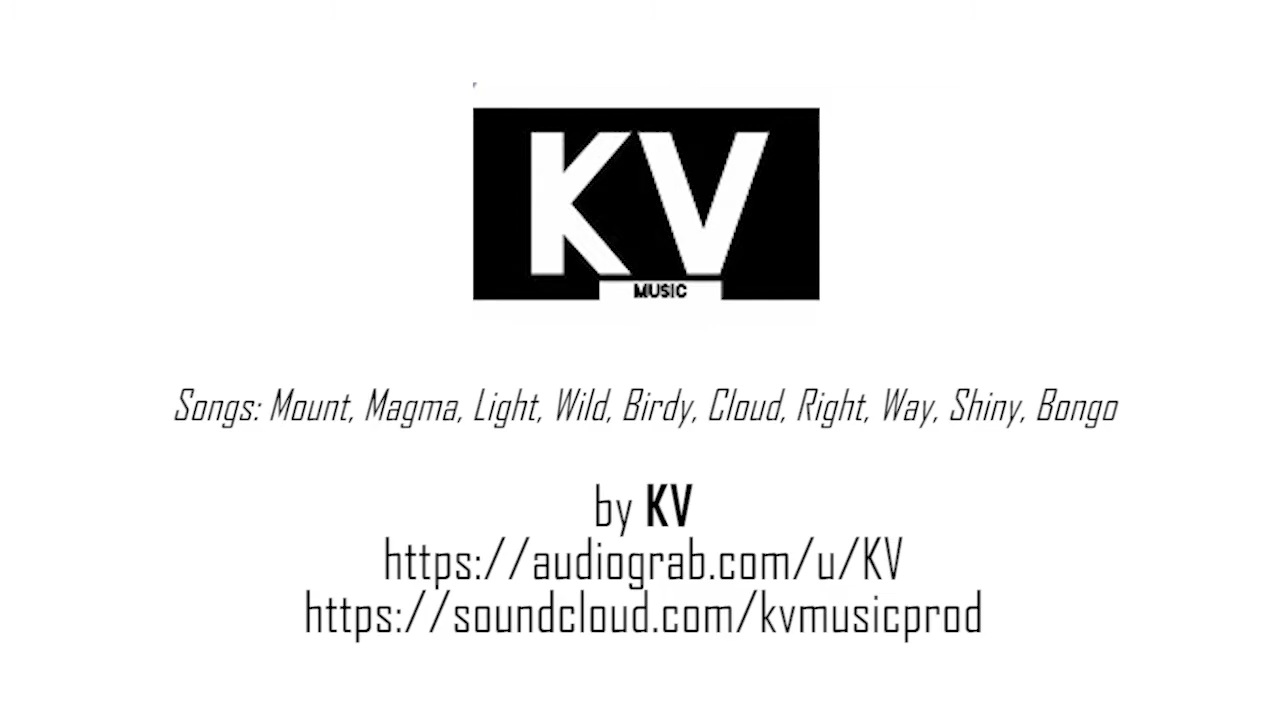 KV
MUSIC
Songs: Mount, Magma, Light, Wild, Birdy, Cloud, Right, Way, Shiny, Bongo
by KV
https://audiograb.com/u/KV
https://soundcloud.com/kvmusicprod